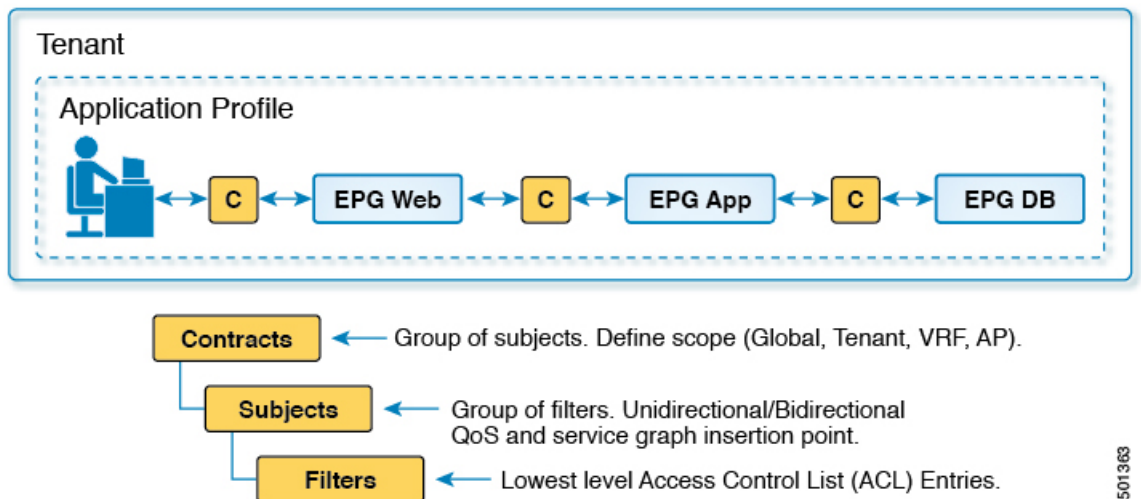 Tenant
Application Profile
C
EPG Web
C
EPG App
C
EPG DB
Contracts
Group of subjects. Define scope (Global, Tenant, VRF, AP).
Subjects
Group of filters. Unidirectional/Bidirectional
QoS and service graph insertion point.
Filters
Lowest level Access Control List (ACL) Entries.
501363